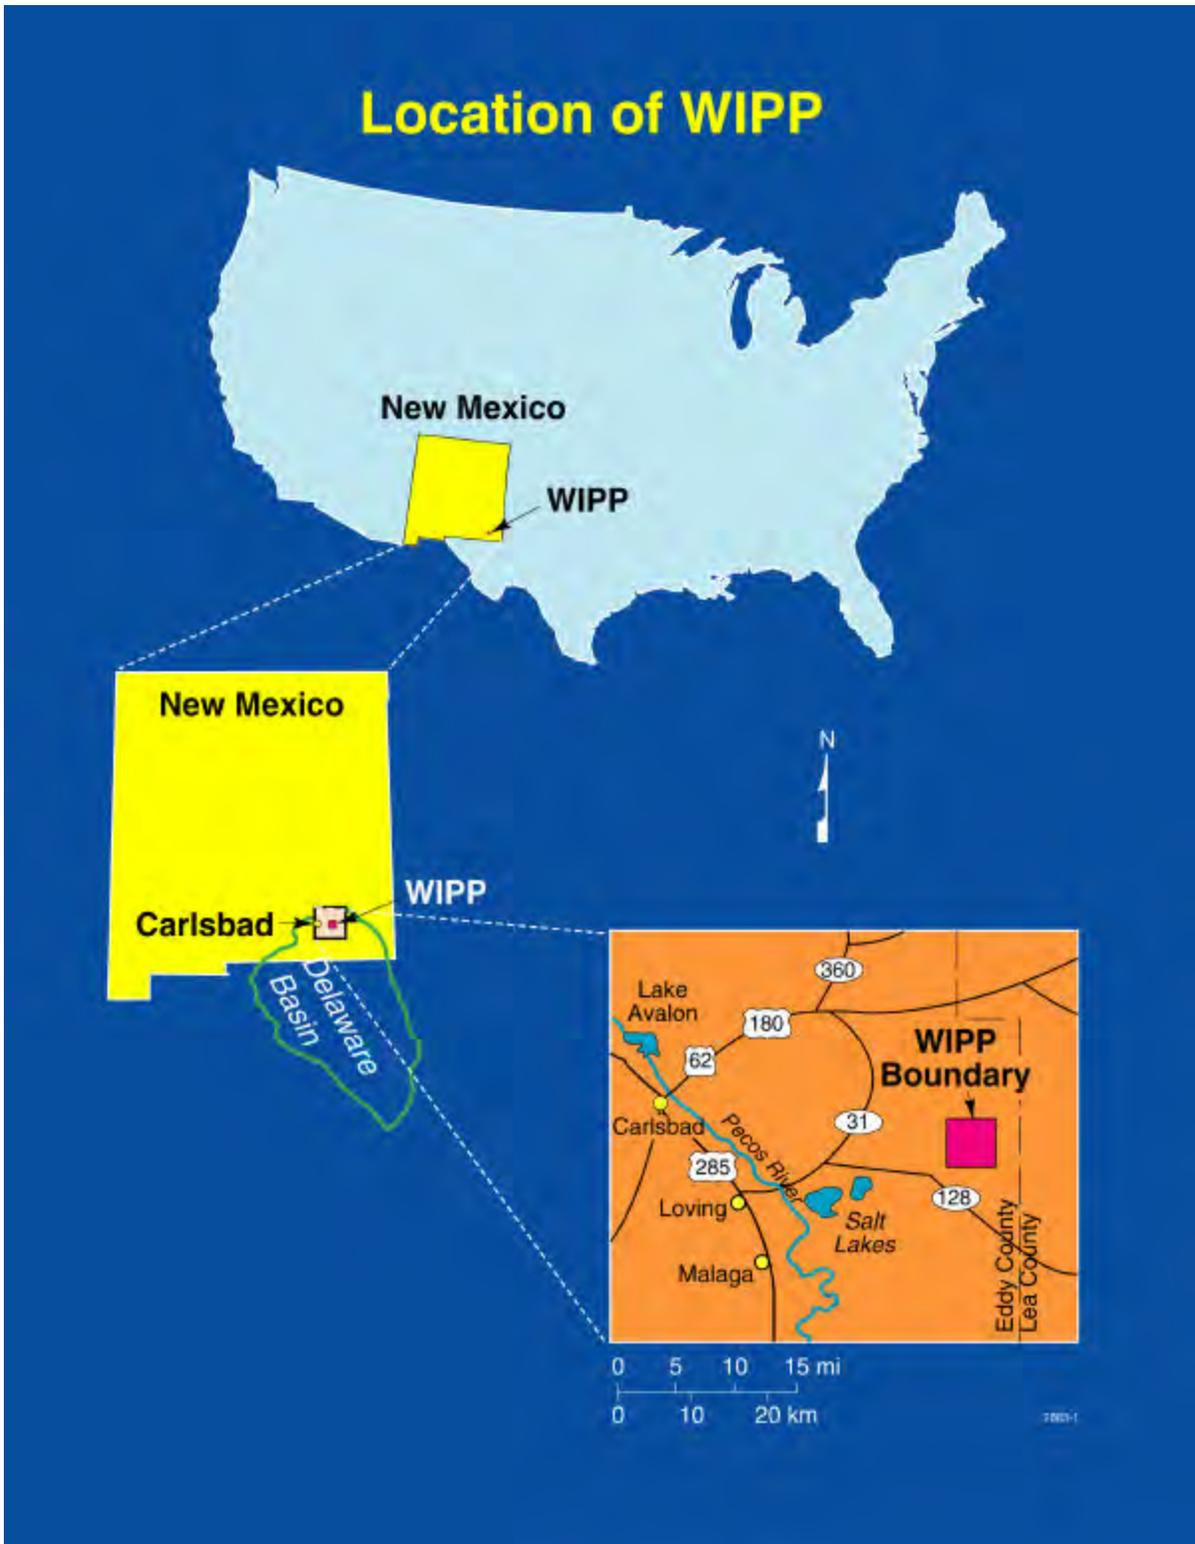 Location of WIPP
New Mexico
WIPP
New Mexico
N
WIPP
Carlsbad
Delaware
Basin
360
Lake
Avalon
180
62
WIPP
Boundary
Carlsbad
Pecos River
31
285
128
Loving
Salt
Lakes
Malaga
Eddy County
Lea County
0 5 10 15 mi
0 10 20 km